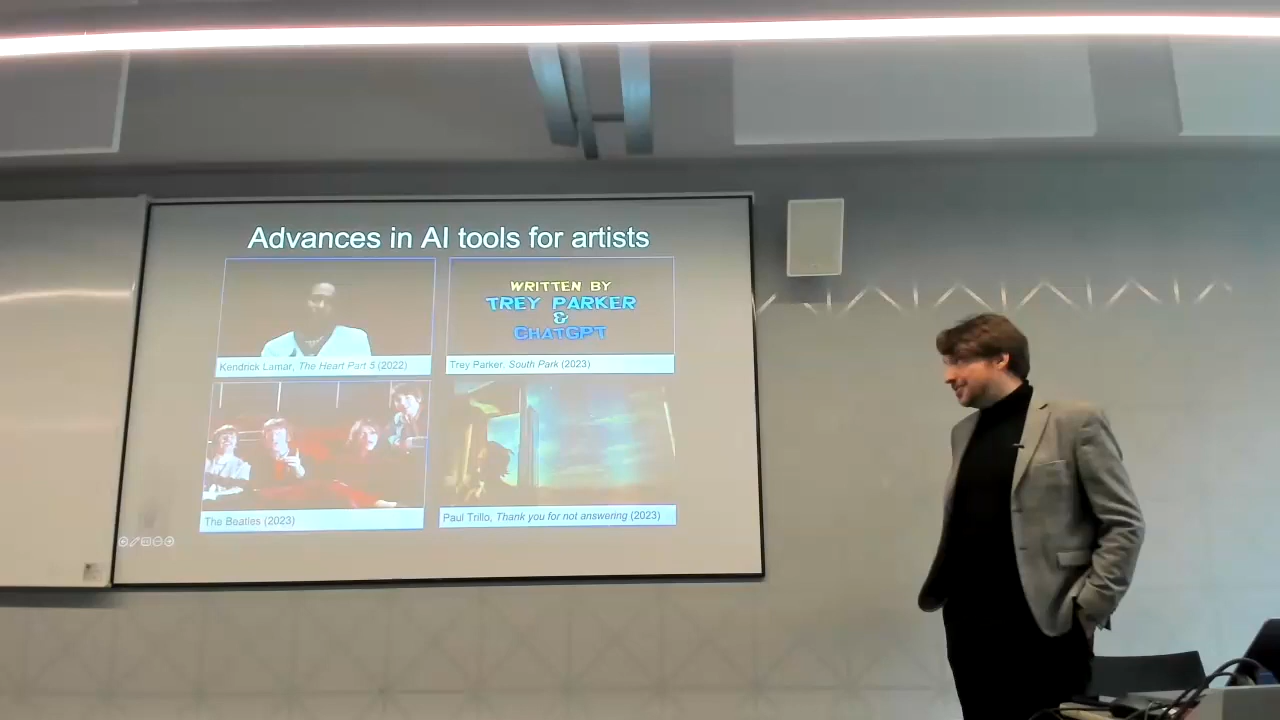 Advances in AI tools for artists
WRITTEN BY
TREY PARKER
&
CHATGPT
Kendrick Lamar, The Heart Part 5 (2022)
Trey Parker. South Park (2023)
The Beatles (2023)
Paul Trillo, Thank you for not answering (2023)